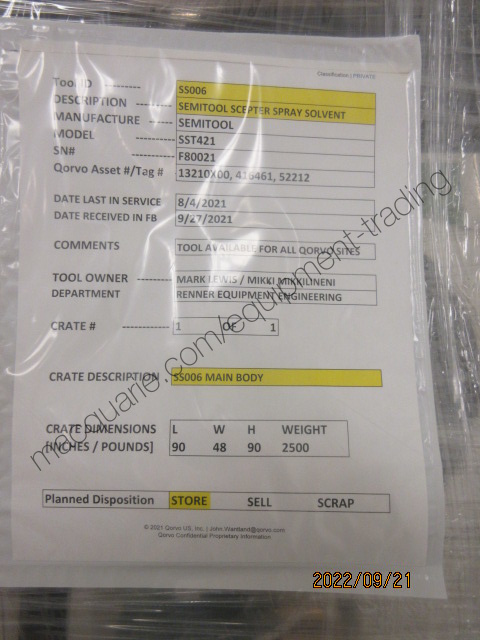 Classification | PRIVATE
ToolID --------- SS006
DESCRIPTION --------- SEMITOOL SCEPTER SPRAY SOLVENT
MANUFACTURE ------ SEMITOOL
MODEL --------- SST421
SN# --------- F80021
Qorvo Asset #/Tag # 13210X00, 416461, 52212
DATE LAST IN SERVICE 8/4/2021
DATE RECEIVED IN FB 9/27/2021
COMMENTS TOOL AVAILABLE FOR ALL QORVO SITES
TOOL OWNER --------- MARK LEWIS / MIKKI MIKKILINENI
DEPARTMENT RENNER EQUIPMENT ENGINEERING
CRATE # ----------- 1 OF 1
CRATE DESCRIPTION . SS006 MAIN BODY
CRATE DIMENSIONS L W H WEIGHT
[INCHES / POUNDS] 90 48 90 2500
Planned Disposition STORE SELL SCRAP
© 2021 Qorvo US, Inc. | John.Wantland@qorvo.com
Qorvo Confidential Proprietary Information
macquarie.com/equipment-trading
2022/09/21